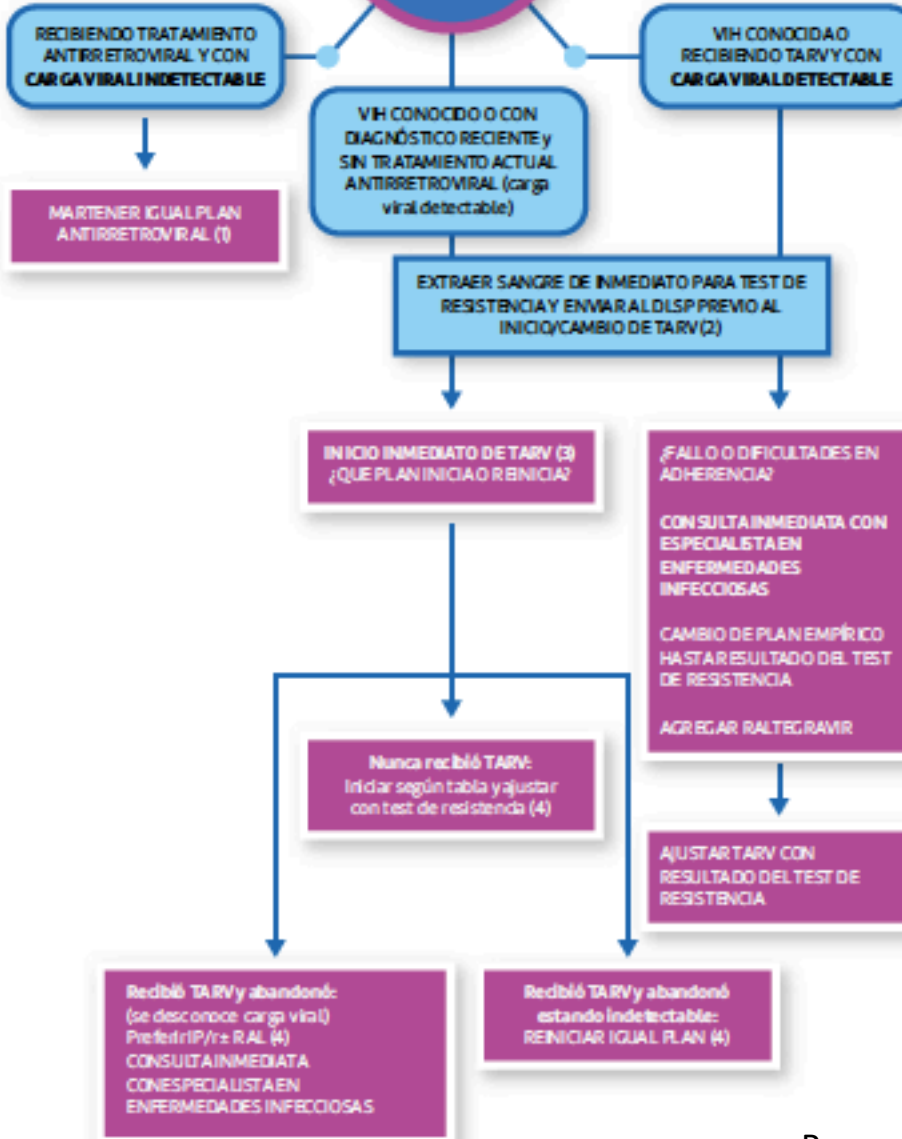 RECIBIENDO TRATAMIENTO
ANTIRRETROVIRAL Y CON
CARGA VIRAL INDETECTABLE
VIH CONOCIDA O
RECIBIENDO TARV Y CON
CARGA VIRAL DETECTABLE
VIH CONOCIDO O CON
DIAGNÓSTICO RECIENTE y
SIN TRATAMIENTO ACTUAL
ANTIRRETROVIRAL (carga
viral detectable)
MARTENER IGUAL PLAN
ANTIRRETROVIRAL (1)
EXTRAER SANGRE DE INMEDIATO PARA TEST DE
RESISTENCIA Y ENVIAR AL DLSP PREVIO AL
INICIO/CAMBIO DE TARV (2)
INICIO INMEDIATO DE TARV (3)
¿QUE PLAN INICIA O REINICIA?
¿FALLO O DIFICULTADES EN
ADHERENCIA?
CONSULTA INMEDIATA CON
ESPECIALISTA EN
ENFERMEDADES
INFECCIOSAS
CAMBIO DE PLAN EMPÍRICO
HASTA RESULTADO DEL TEST
DE RESISTENCIA
AGREGAR RALTEGRAVIR
Nunca recibió TARV:
Iniciar según tabla y ajustar
con test de resistencia (4)
AJUSTAR TARV CON
RESULTADO DEL TEST DE
RESISTENCIA
Recibió TARV y abandonó:
(se desconoce carga viral)
Preferir IP/r ± RAL (4)
CONSULTA INMEDIATA
CON ESPECIALISTA EN
ENFERMEDADES INFECCIOSAS
Recibió TARV y abandonó
estando indetectable:
REINICIAR IGUAL PLAN (4)